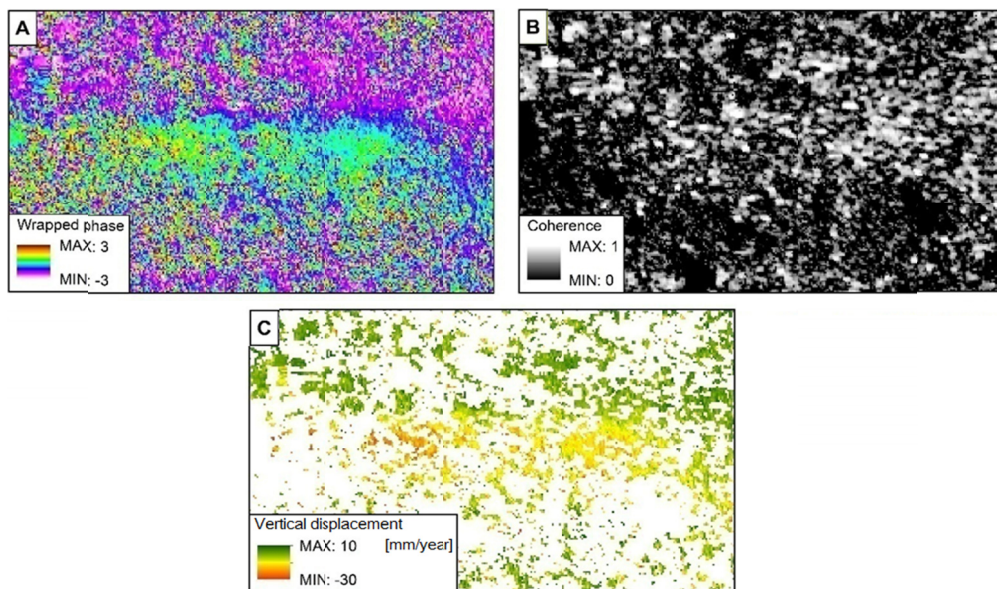 A
Wrapped phase
MAX: 3
MIN: -3
B
Coherence
MAX: 1
MIN: 0
C
Vertical displacement
MAX: 10 [mm/year]
MIN: -30